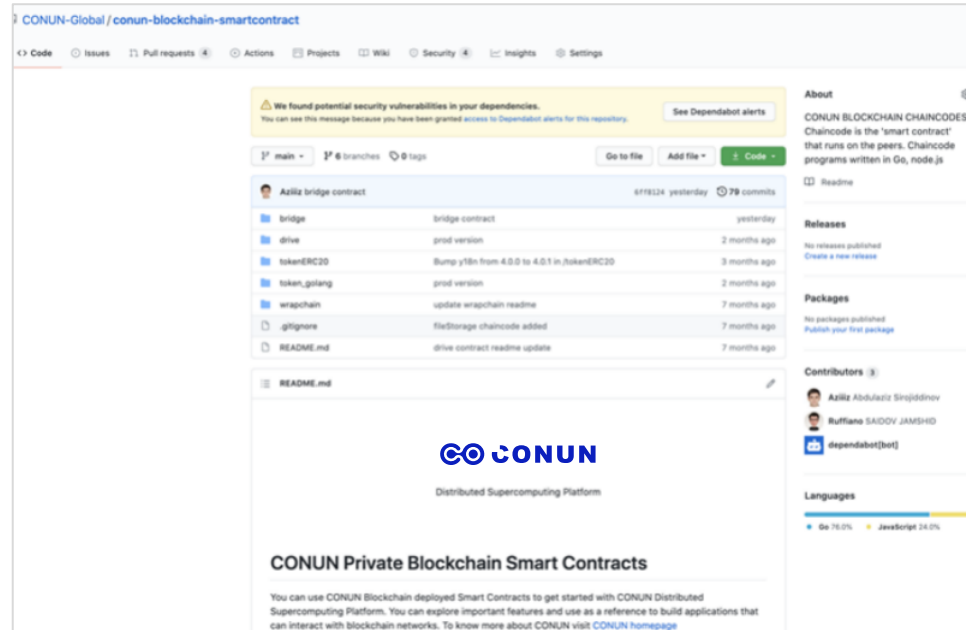 CONUN-Global / conun-blockchain-smartcontract
Code Issues Pull requests 4 Actions Projects Wiki Security 4 Insights Settings
We found potential security vulnerabilities in your dependencies.
You can see this message because you have been granted access to Dependabot alerts for this repository.
See Dependabot alerts
main 6 branches 0 tags Go to file Add file Code
Aziiz bridge contract 6ff8124 yesterday 79 commits
bridge bridge contract yesterday
drive prod version 2 months ago
tokenERC20 Bump y18n from 4.0.0 to 4.0.1 in /tokenERC20 3 months ago
token_golang prod version 2 months ago
wrapchain update wrapchain readme 7 months ago
.gitignore fileStorage chaincode added 7 months ago
README.md drive contract readme update 7 months ago
README.md
CONUN
Distributed Supercomputing Platform
CONUN Private Blockchain Smart Contracts
You can use CONUN Blockchain deployed Smart Contracts to get started with CONUN Distributed
Supercomputing Platform. You can explore important features and use as a reference to build applications that
can interact with blockchain networks. To know more about CONUN visit CONUN homepage
About
CONUN BLOCKCHAIN CHAINCODES
Chaincode is the 'smart contract'
that runs on the peers. Chaincode
programs written in Go, node.js
Readme
Releases
No releases published
Create a new release
Packages
No packages published
Publish your first package
Contributors 3
Aziiz Abdulaziz Sirojiddinov
Ruffiano SAIDOV JAMSHID
dependabot[bot]
Languages
Go 76.0% JavaScript 24.0%